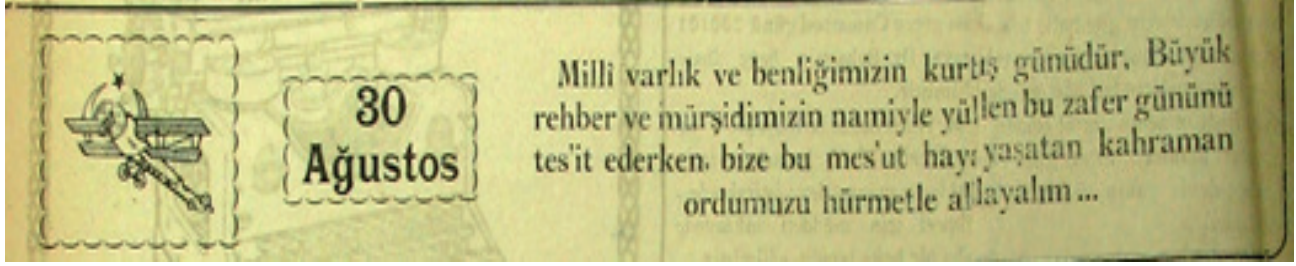 30
Ağustos
Milli varlık ve benliğimizin günüdür. Büyük
rehber ve mürşidimizin namiyle bu zafer gününü
tes'it ederken. bize bu mes'ut yaşatan kahraman
ordumuzu hürmetle